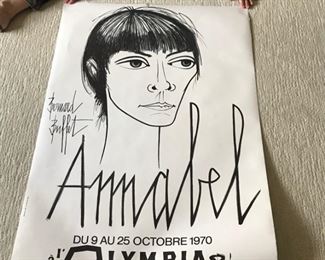 Bernard
Buffet
Annabel
DU 9 AU 25 OCTOBRE 1970
à l'OLYMPIA